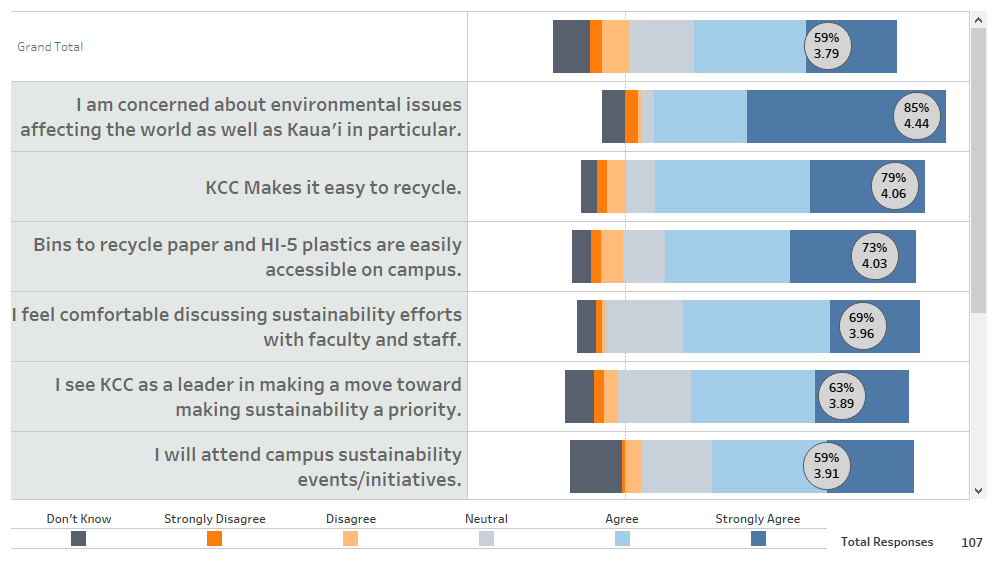 Grand Total
59%
3.79
I am concerned about environmental issues
affecting the world as well as Kaua‘i in particular.
85%
4.44
KCC Makes it easy to recycle.
79%
4.06
Bins to recycle paper and HI-5 plastics are easily
accessible on campus.
73%
4.03
I feel comfortable discussing sustainability efforts
with faculty and staff.
69%
3.96
I see KCC as a leader in making a move toward
making sustainability a priority.
63%
3.89
I will attend campus sustainability
events/initiatives.
59%
3.91
Don't Know Strongly Disagree Disagree Neutral Agree Strongly Agree
Total Responses 107